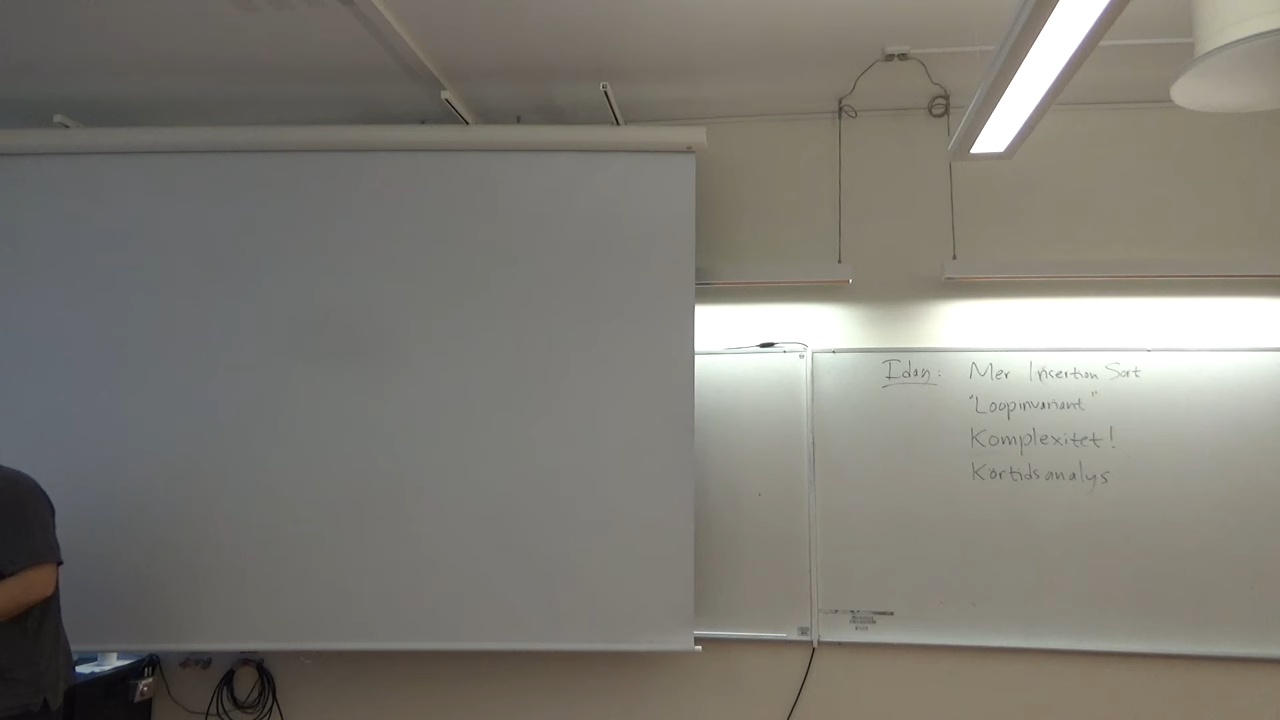 Idag: Mer Insertion Sort
"Loopinvariant"
Komplexitet!
Körtidsanalys